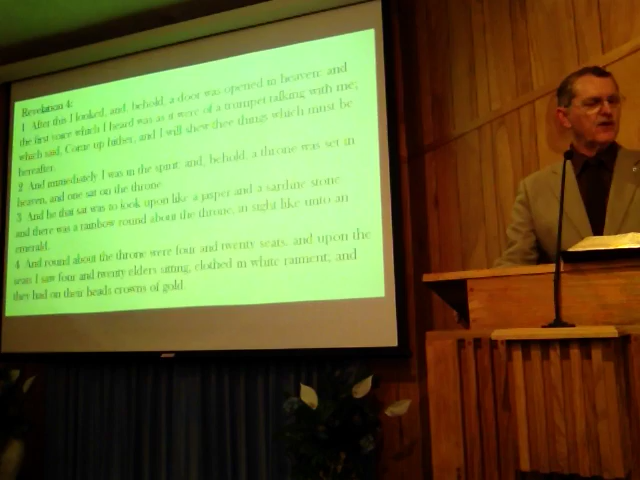 Revelation 4:
1 After this I looked, and, behold, a door was opened in heaven: and
the first voice which I heard was as it were of a trumpet talking with me;
which said, Come up hither, and I will shew thee things which must be
hereafter.
2 And immediately I was in the spirit: and, behold, a throne was set in
heaven, and one sat on the throne.
3 And he that sat was to look upon like a jasper and a sardine stone:
and there was a rainbow round about the throne, in sight like unto an
emerald.
4 And round about the throne were four and twenty seats: and upon the
seats I saw four and twenty elders sitting, clothed in white raiment; and
they had on their heads crowns of gold.